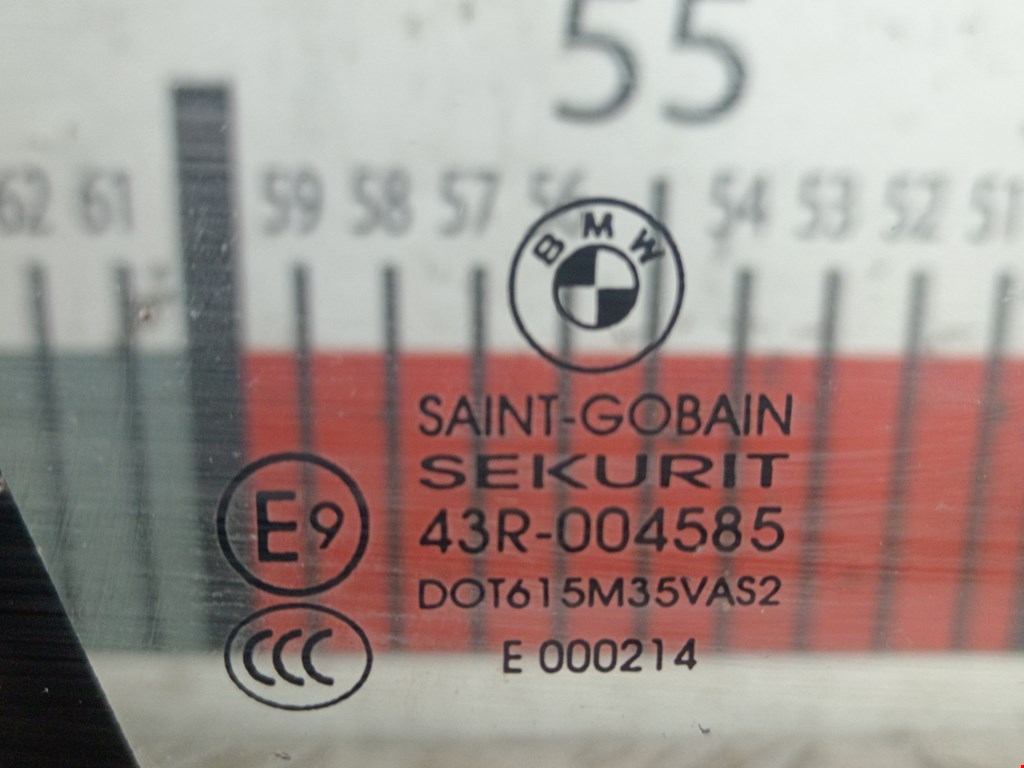 55
62 61 59 58 57 56 54 53 52 51
BMW
SAINT-GOBAIN
SEKURIT
E9 43R-004585
DOT615M35VAS2
CCC E 000214